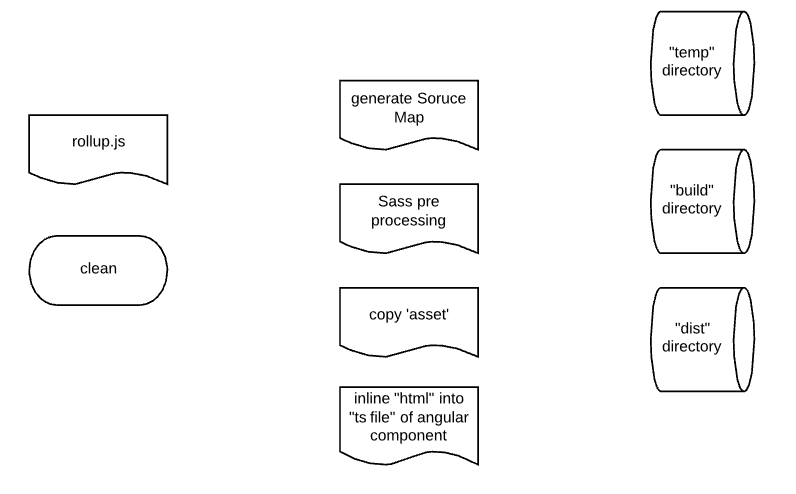 rollup.js
clean
generate Soruce
Map
Sass pre
processing
copy 'asset'
inline "html" into
"ts file" of angular
component
"temp"
directory
"build"
directory
"dist"
directory